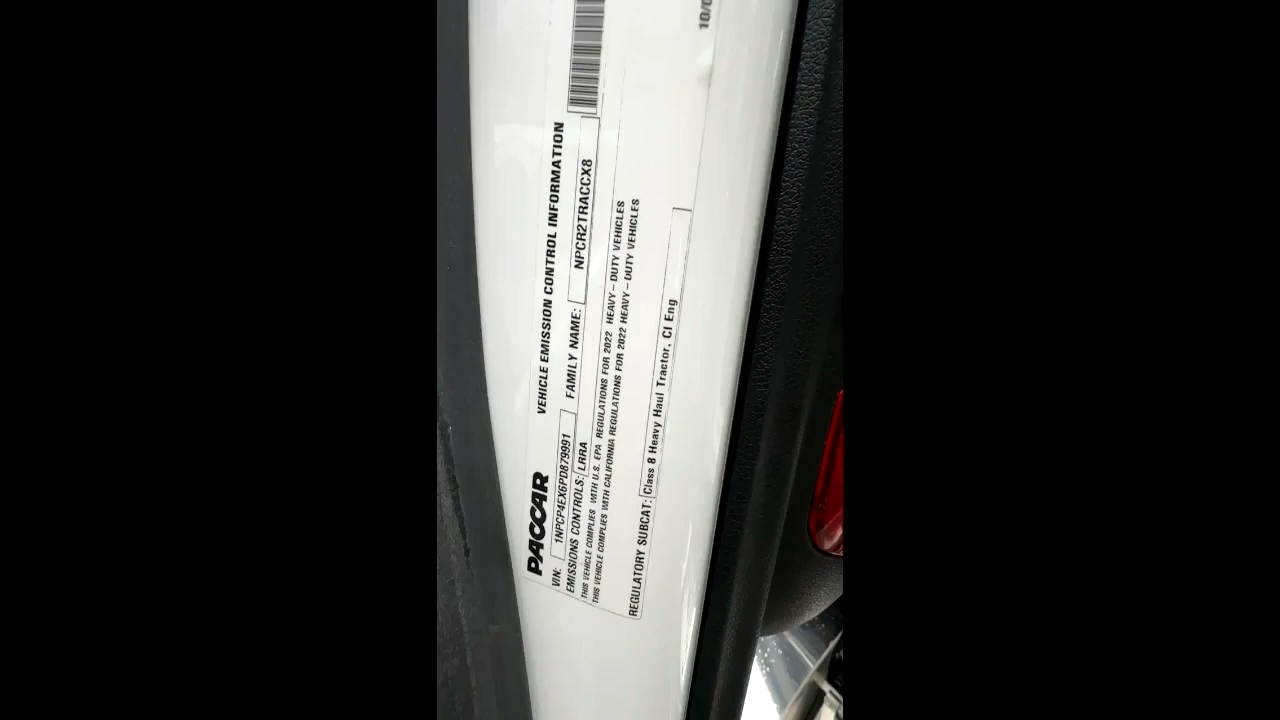 PACCAR
VEHICLE EMISSION CONTROL INFORMATION
VIN: 1NPCP4EX6PD879991 FAMILY NAME: NPCR2TRACCX8
EMISSIONS CONTROLS: LRRA
THIS VEHICLE COMPLIES WITH U.S. EPA REGULATIONS FOR 2022 HEAVY-DUTY VEHICLES
THIS VEHICLE COMPLIES WITH CALIFORNIA REGULATIONS FOR 2022 HEAVY-DUTY VEHICLES
REGULATORY SUBCAT: Class 8 Heavy Haul Tractor, CI Eng